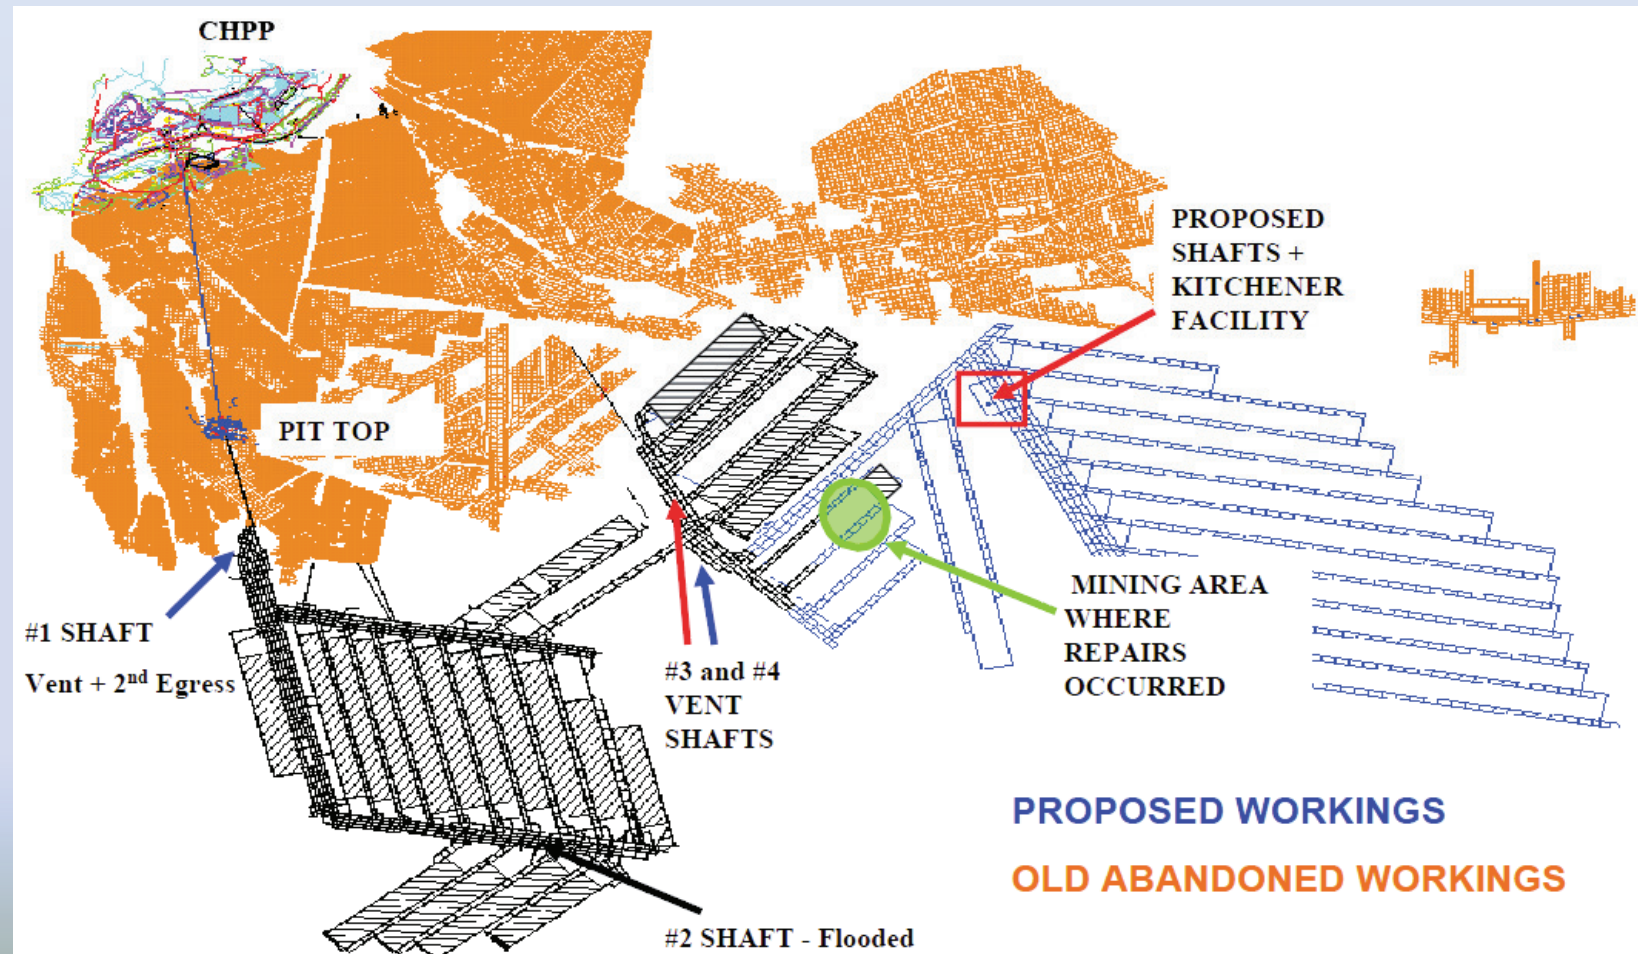 CHPP
PROPOSED
SHAFTS +
KITCHENER
FACILITY
PIT TOP
#1 SHAFT
Vent + 2nd Egress
#3 and #4
VENT
SHAFTS
MINING AREA
WHERE
REPAIRS
OCCURRED
PROPOSED WORKINGS
OLD ABANDONED WORKINGS
#2 SHAFT - Flooded